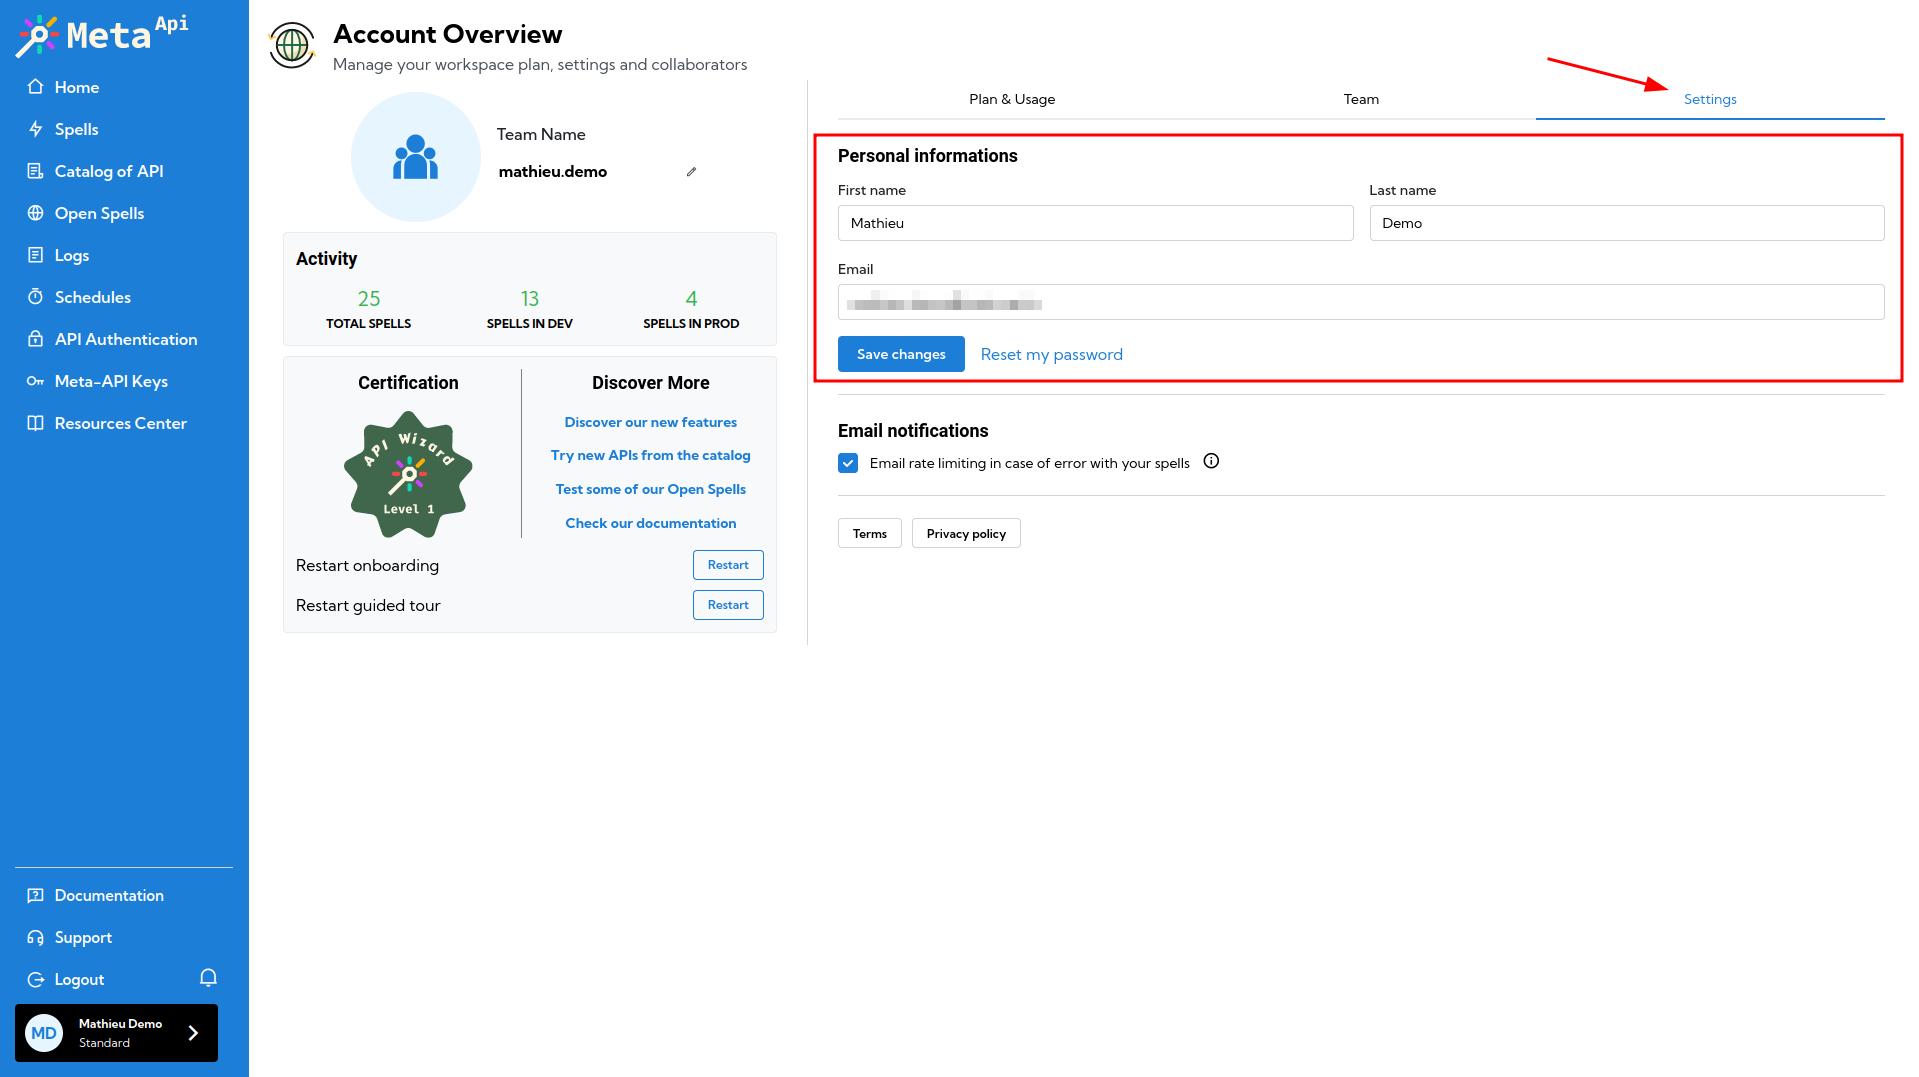 Meta Api
Home
Spells
Catalog of API
Open Spells
Logs
Schedules
API Authentication
Meta-API Keys
Resources Center
Documentation
Support
Logout
MD
Mathieu Demo
Standard
Account Overview
Manage your workspace plan, settings and collaborators
Team Name
mathieu.demo
Activity
25
TOTAL SPELLS
13
SPELLS IN DEV
4
SPELLS IN PROD
Certification
API Wizard
Level 1
Discover More
Discover our new features
Try new APIs from the catalog
Test some of our Open Spells
Check our documentation
Restart onboarding
Restart
Restart guided tour
Restart
Plan & Usage
Team
Settings
Personal informations
First name
Last name
Mathieu
Demo
Email
Save changes
Reset my password
Email notifications
Email rate limiting in case of error with your spells
Terms
Privacy policy